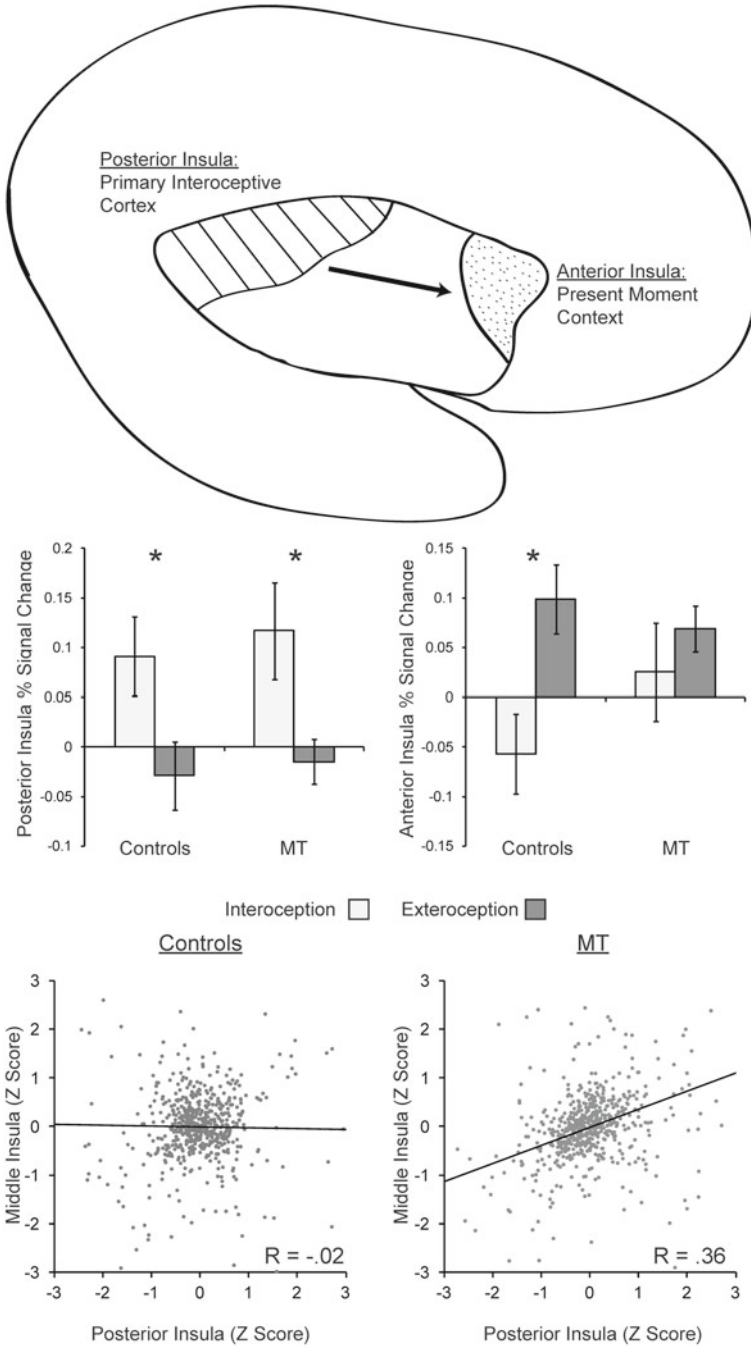 Posterior Insula:
Primary Interoceptive
Cortex
Anterior Insula:
Present Moment
Context
Posterior Insula % Signal Change
0.2
0.15
0.1
0.05
0
-0.05
-0.1
*
*
Controls
MT
Anterior Insula % Signal Change
0.15
0.1
0.05
0
-0.05
-0.1
-0.15
*
Controls
MT
Interoception
Exteroception
Controls
Middle Insula (Z Score)
3
2
1
0
-1
-2
-3
R = -.02
-3 -2 -1 0 1 2 3
Posterior Insula (Z Score)
MT
Middle Insula (Z Score)
3
2
1
0
-1
-2
-3
R = .36
-3 -2 -1 0 1 2 3
Posterior Insula (Z Score)